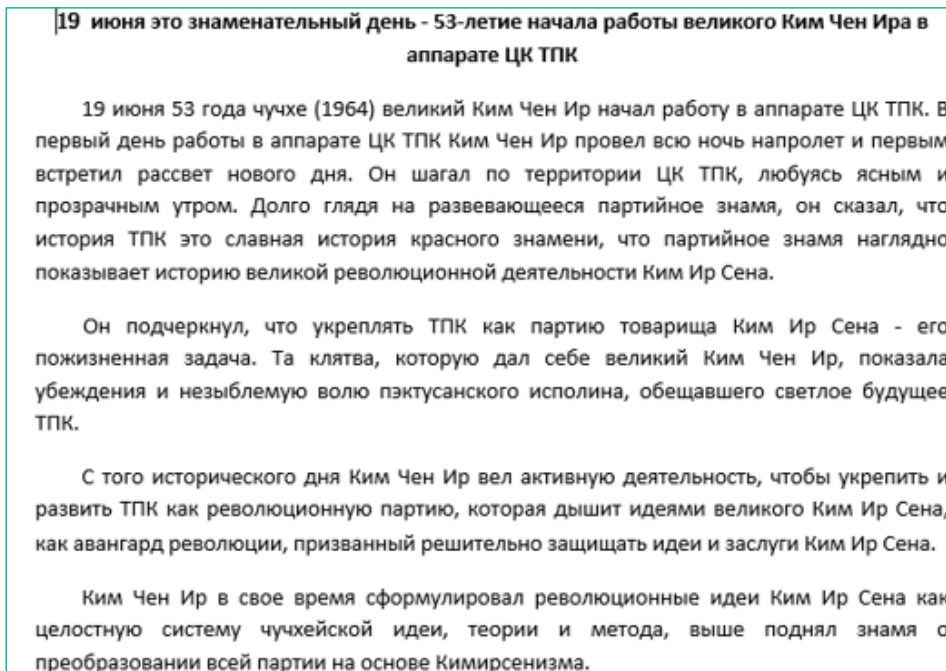 19 июня это знаменательный день - 53-летие начала работы великого Ким Чен Ира в
аппарате ЦК ТПК
19 июня 53 года чучхе (1964) великий Ким Чен Ир начал работу в аппарате ЦК ТПК. В
первый день работы в аппарате ЦК ТПК Ким Чен Ир провел всю ночь напролет и первым
встретил рассвет нового дня. Он шагал по территории ЦК ТПК, любуясь ясным и
прозрачным утром. Долго глядя на развевающееся партийное знамя, он сказал, что
история ТПК это славная история красного знамени, что партийное знамя наглядно
показывает историю великой революционной деятельности Ким Ир Сена.
Он подчеркнул, что укреплять ТПК как партию товарища Ким Ир Сена - его
пожизненная задача. Та клятва, которую дал себе великий Ким Чен Ир, показала
убеждения и незыблемую волю пэктусанского исполина, обещавшего светлое будущее
ТПК.
С того исторического дня Ким Чен Ир вел активную деятельность, чтобы укрепить и
развить ТПК как революционную партию, которая дышит идеями великого Ким Ир Сена,
как авангард революции, призванный решительно защищать идеи и заслуги Ким Ир Сена.
Ким Чен Ир в свое время сформулировал революционные идеи Ким Ир Сена как
целостную систему чучхейской идеи, теории и метода, выше поднял знамя о
преобразовании всей партии на основе Кимирсенизма.